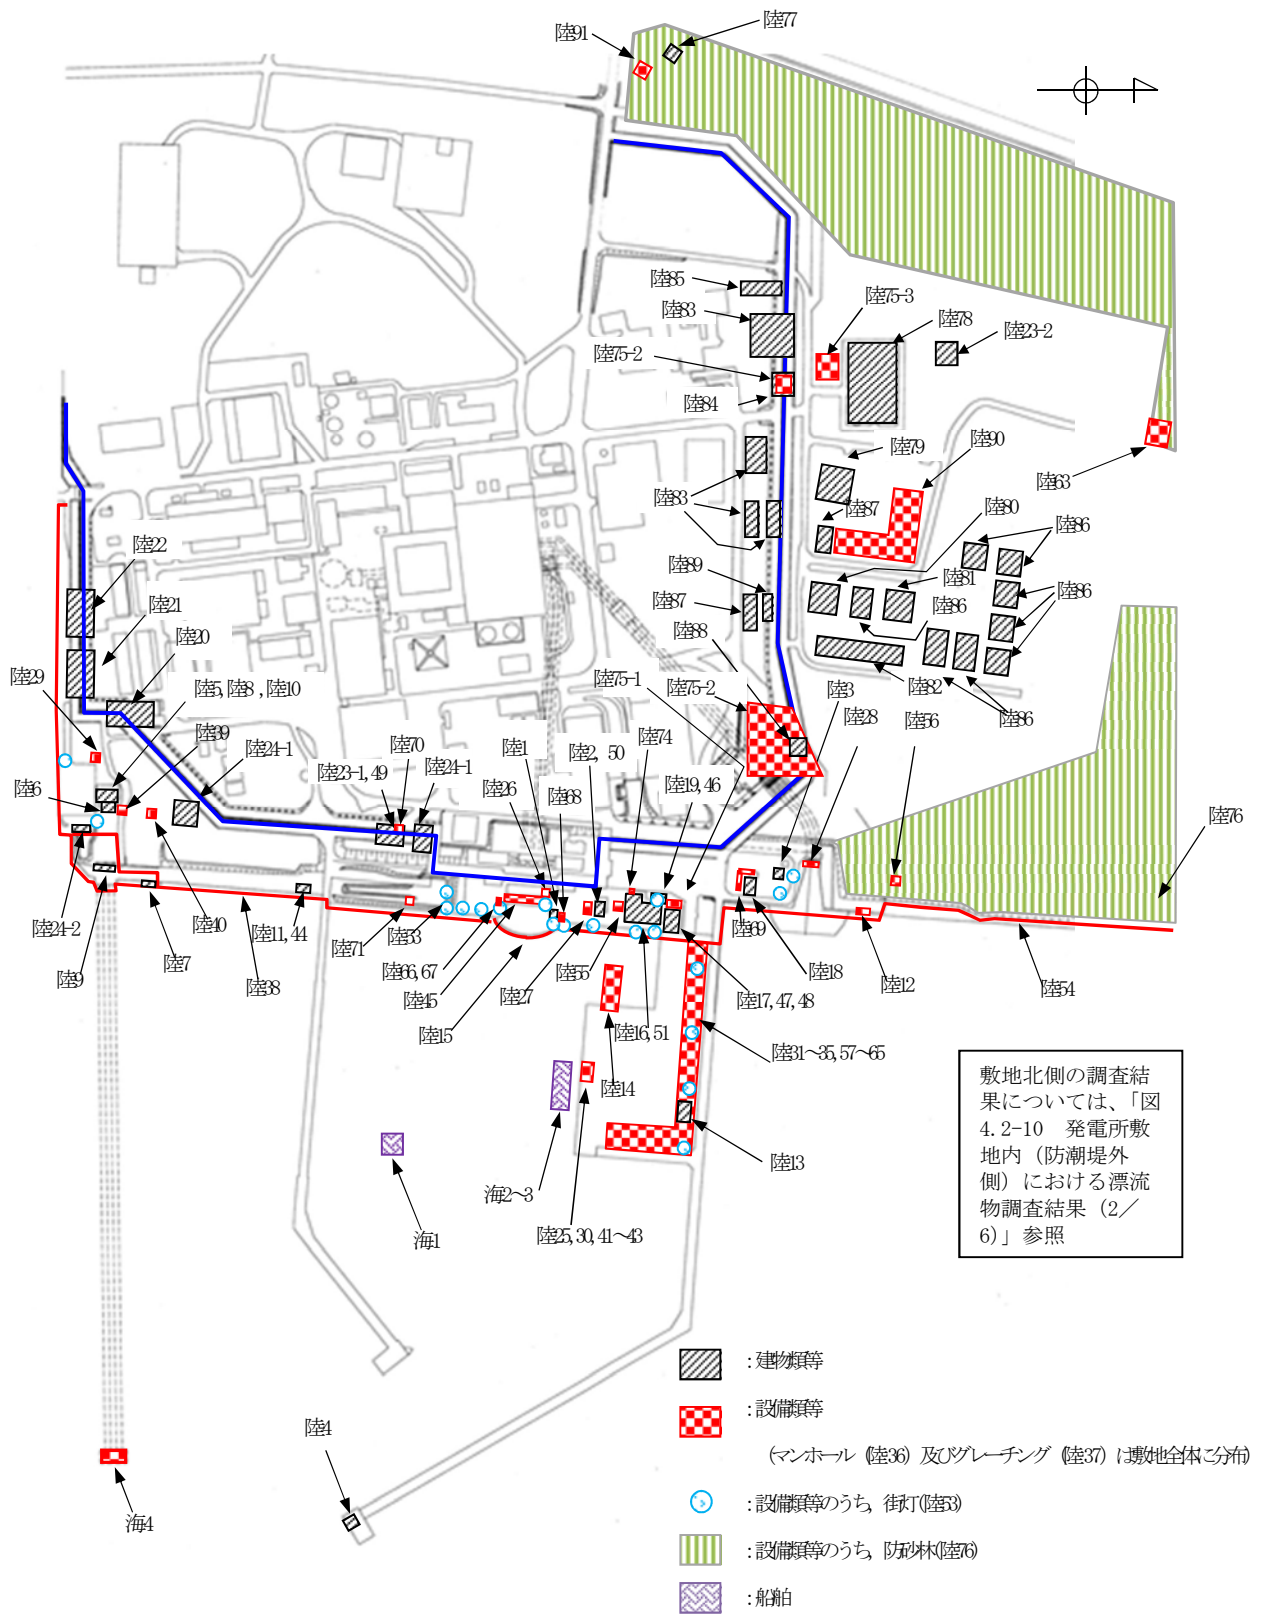 陸91
陸77
陸85
陸83
陸75-3
陸78
陸23-2
陸75-2
陸84
陸79
陸90
陸63
陸83
陸87
陸80
陸86
陸22
陸89
陸81
陸86
陸21
陸87
陸86
陸20
陸88
陸29
陸5,陸8,陸10
陸75-1
陸75-2
陸82
陸3
陸86
陸28
陸56
陸39
陸24-1
陸70
陸1
陸2, 50
陸74
陸23-1,49
陸24-1
陸6
陸26
陸68
陸19,46
陸76
陸24-2
陸40
陸11,44
陸53
陸69
陸9
陸7
陸38
陸71
陸66,67
陸55
陸18
陸12
陸54
陸45
陸27
陸17,47,48
陸15
陸16,51
陸31~35,57~65
陸14
陸13
海2~3
海1
陸25,30,41~43
陸4
海4
敷地北側の調査結
果については、「図
4.2-10 発電所敷
地内（防潮堤外
側）における漂流
物調査結果（2／
6）」参照
：建物類等
：設備類等
（マンホール（陸36）及びグレーチング（陸37）は敷地全体に分布）
：設備類等のうち，街灯(陸53)
：設備類等のうち，防砂林(陸76)
：船舶